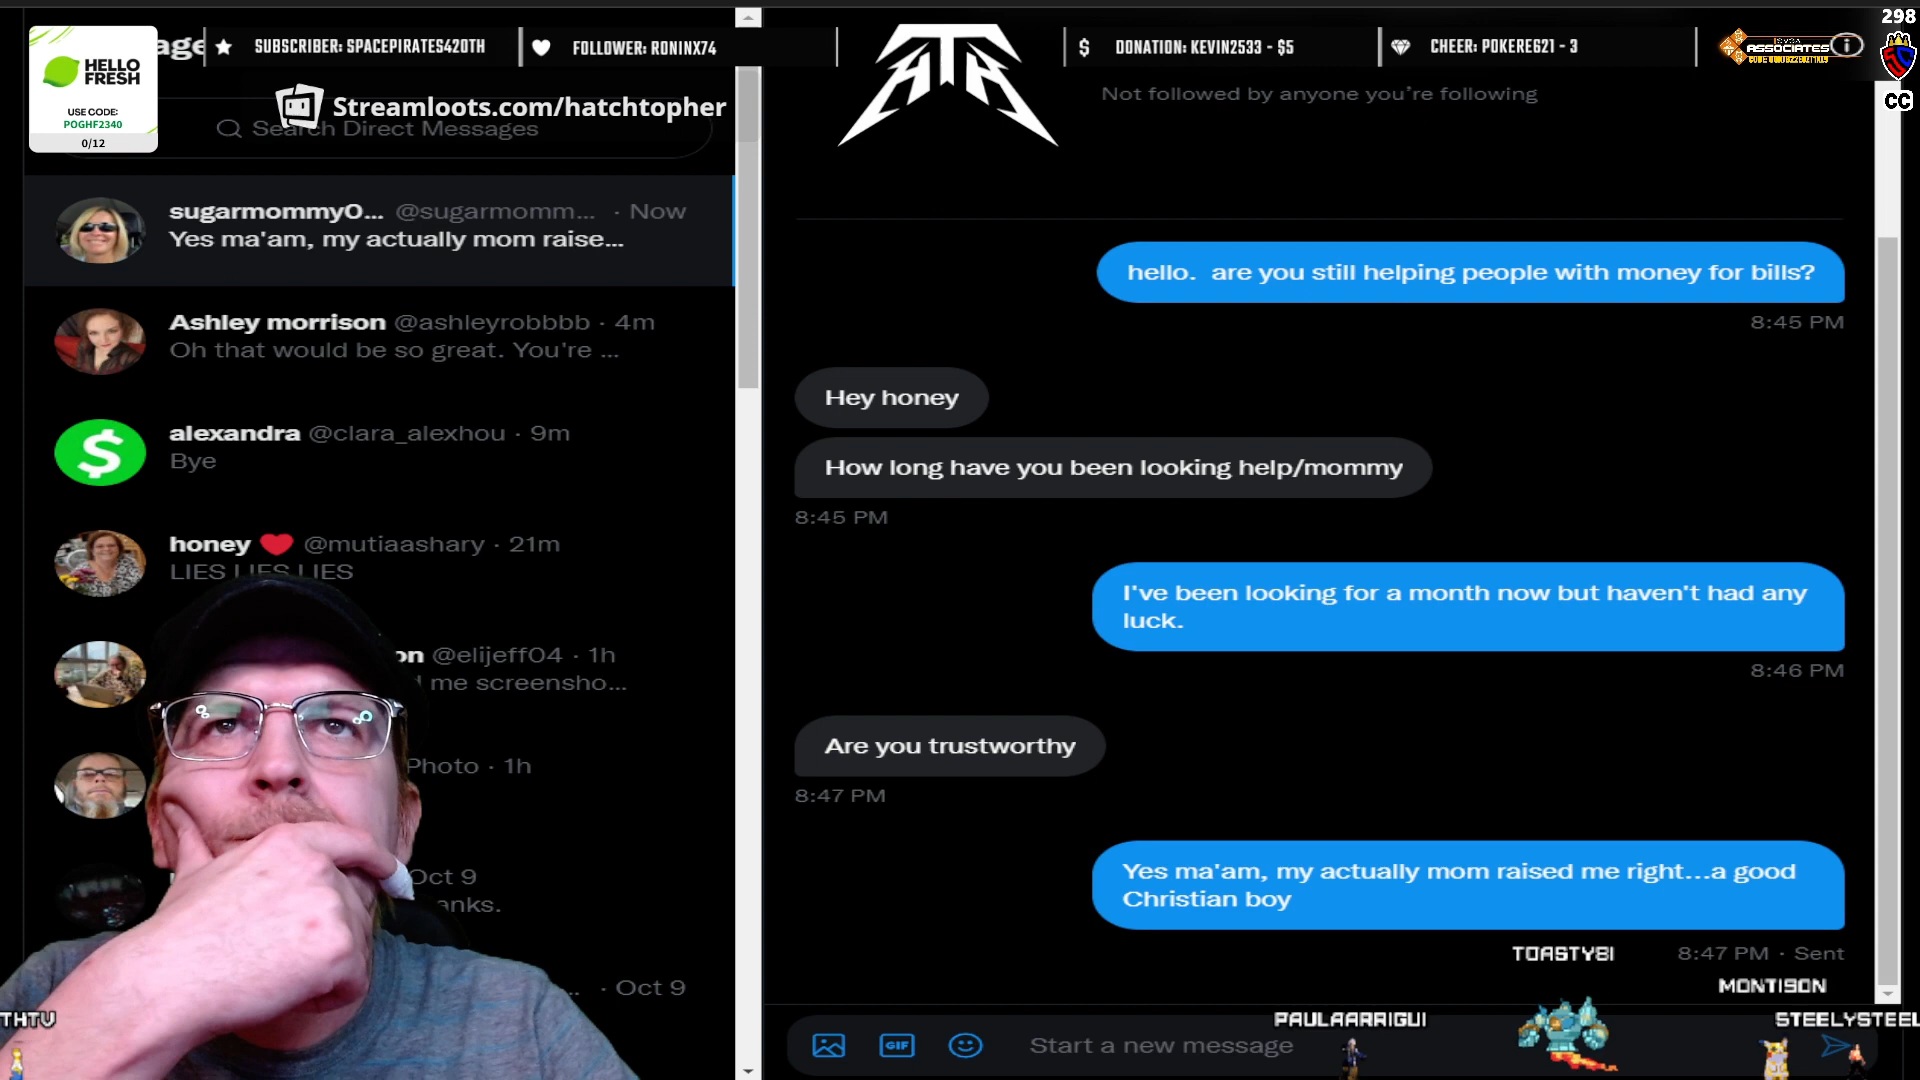 298
HELLO
FRESH
USE CODE:
POGHF2340
0/12
age
SUBSCRIBER: SPACEPIRATES420TH
FOLLOWER: RONINX74
DONATION: KEVIN2533 - $5
CHEER: POKERE621 - 3
ASSOCIATES
CC
Streamloots.com/hatchtopher
Search Direct Messages
Not followed by anyone you're following
sugarmommyO... @sugarmomm... · Now
Yes ma'am, my actually mom raise...
Ashley morrison @ashleyrobbbb · 4m
Oh that would be so great. You're ...
$
alexandra @clara_alexhou · 9m
Bye
honey @mutiaashary · 21m
LIES LIES LIES
on @elijeff04 · 1h
me screensho...
Photo · 1h
Oct 9
anks.
... · Oct 9
hello.  are you still helping people with money for bills?
8:45 PM
Hey honey
How long have you been looking help/mommy
8:45 PM
I've been looking for a month now but haven't had any
luck.
8:46 PM
Are you trustworthy
8:47 PM
Yes ma'am, my actually mom raised me right...a good
Christian boy
8:47 PM · Sent
TOASTY81
MONTISON
THTV
PAULAARRIGUI
STEELYSTEEL
GIF
Start a new message